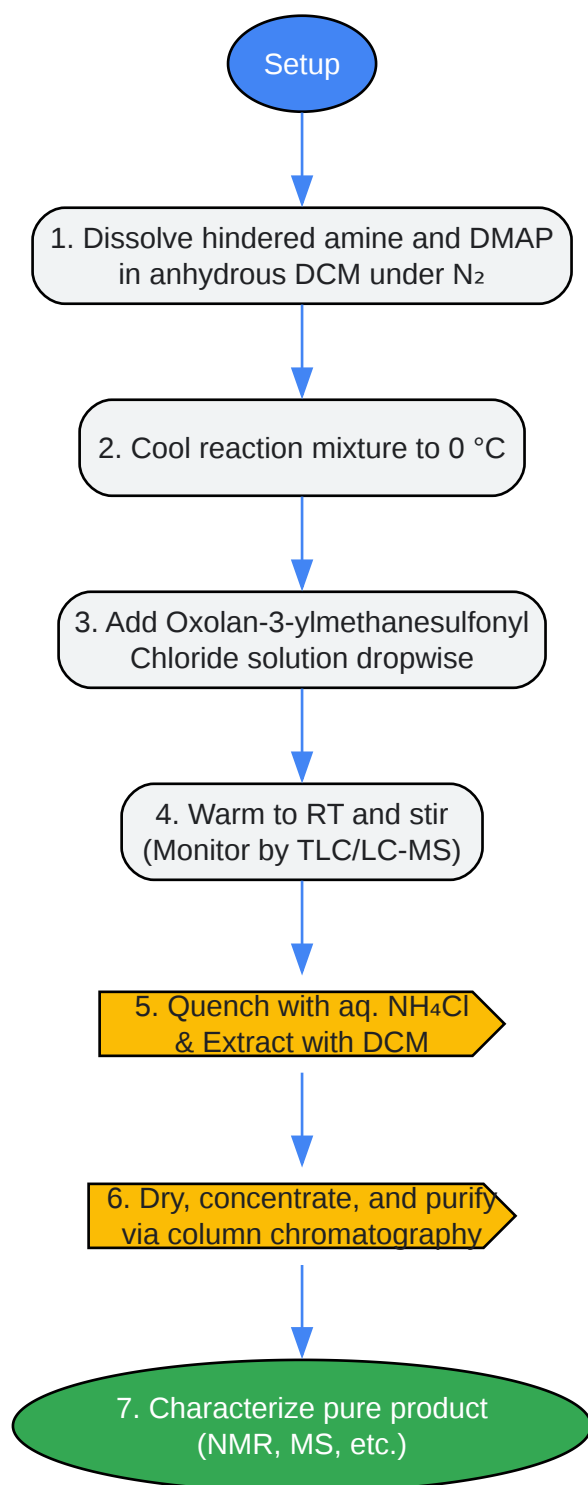 Setup
1. Dissolve hindered amine and DMAP
in anhydrous DCM under N₂
2. Cool reaction mixture to 0 °C
3. Add Oxolan-3-ylmethanesulfonyl
Chloride solution dropwise
4. Warm to RT and stir
(Monitor by TLC/LC-MS)
5. Quench with aq. NH₄Cl
& Extract with DCM
6. Dry, concentrate, and purify
via column chromatography
7. Characterize pure product
(NMR, MS, etc.)